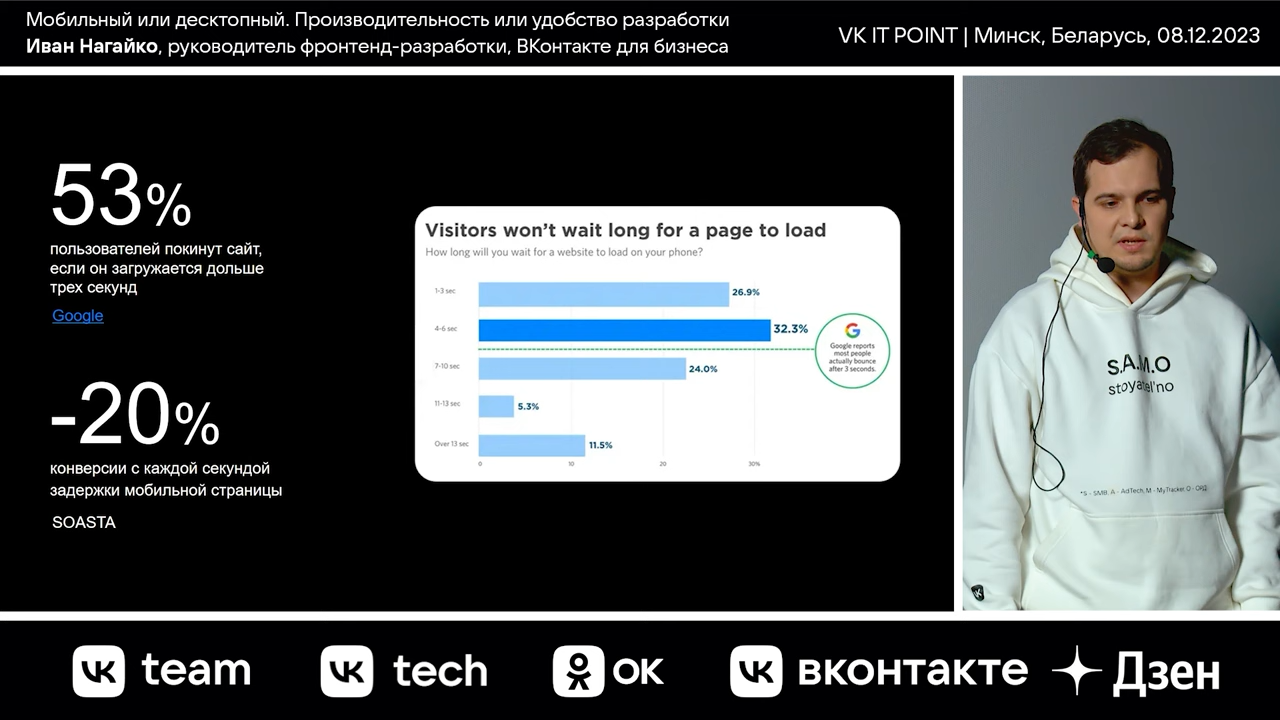 Мобильный или десктопный. Производительность или удобство разработки
Иван Нагайко, руководитель фронтенд-разработки, ВКонтакте для бизнеса
VK IT POINT | Минск, Беларусь, 08.12.2023
53%
пользователей покинут сайт,
если он загружается дольше
трех секунд
Google
-20%
конверсии с каждой секундой
задержки мобильной страницы
SOASTA
Visitors won't wait long for a page to load
How long will you wait for a website to load on your phone?
1-3 sec 26.9%
4-6 sec 32.3%
7-10 sec 24.0%
11-13 sec 5.3%
Over 13 sec 11.5%
0 10 20 30%
G
Google reports
most people
actually bounce
after 3 seconds.
S.A.M.O
stoyatel'no
*S - SMB, A - AdTech, M - MyTracker, O - ОРД
team
tech
ОК
ВКОНТАКТЕ
Дзен